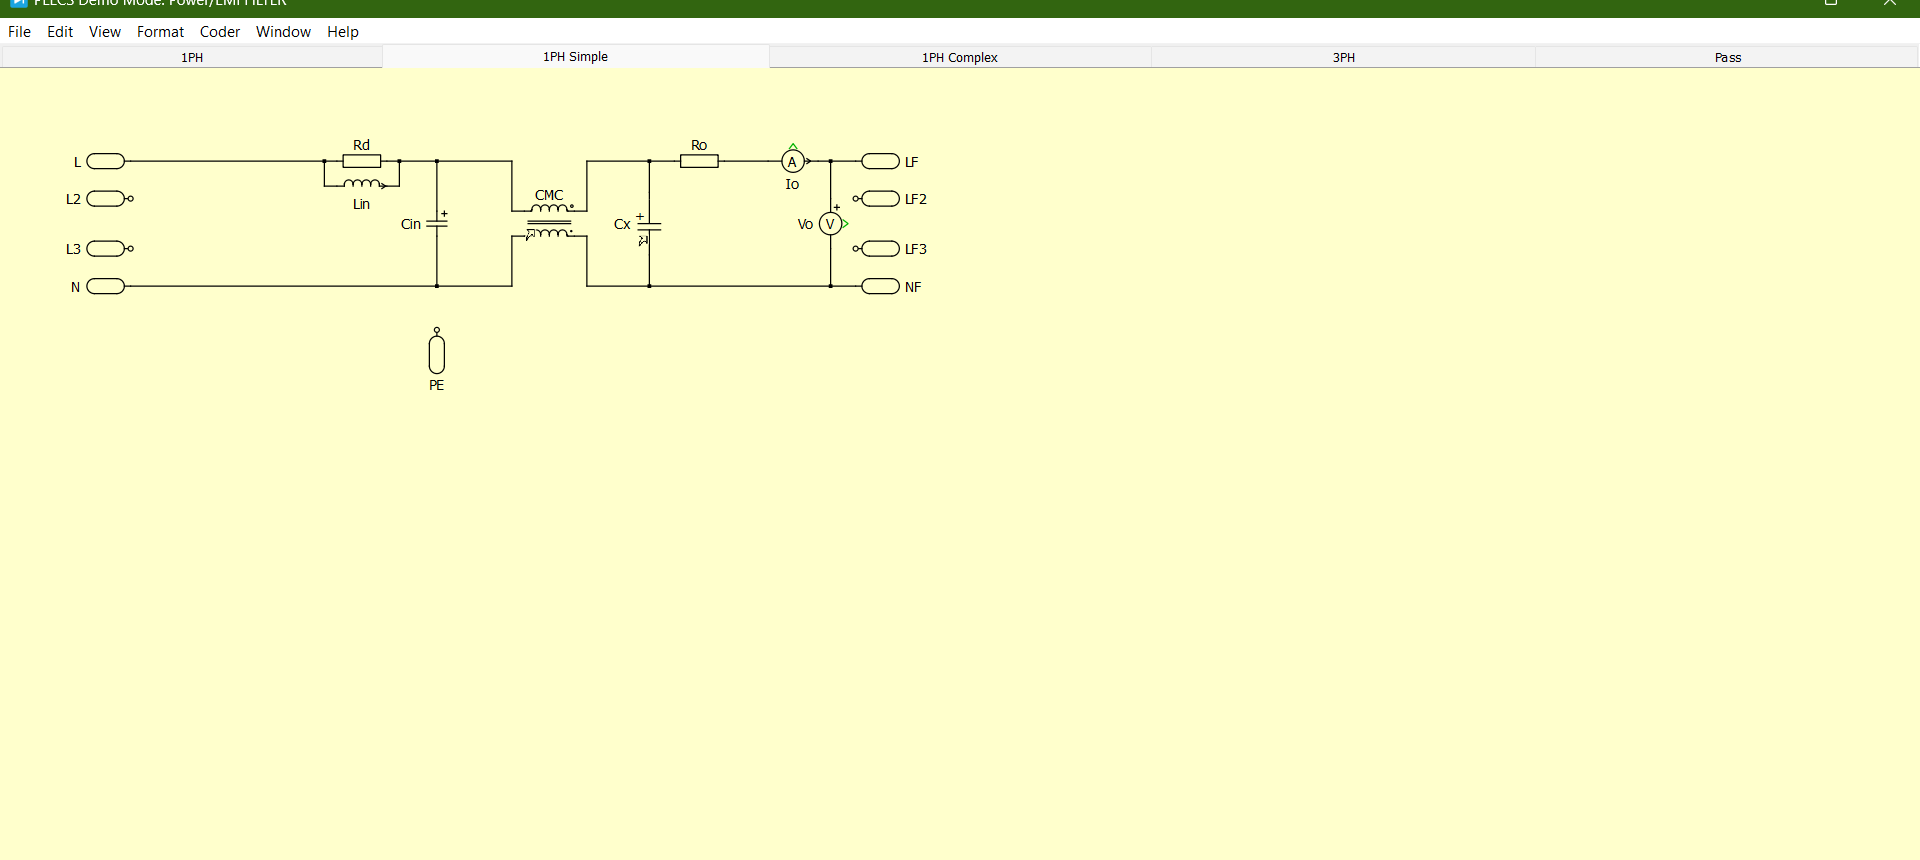 PLECS Demo Mode: Power/EMI FILTER
File Edit View Format Coder Window Help
1PH 1PH Simple 1PH Complex 3PH Pass
Rd Ro
L A LF
Io
Lin
CMC
L2 LF2
+ + +
Cin Cx Vo V
L3 LF3
N NF
PE